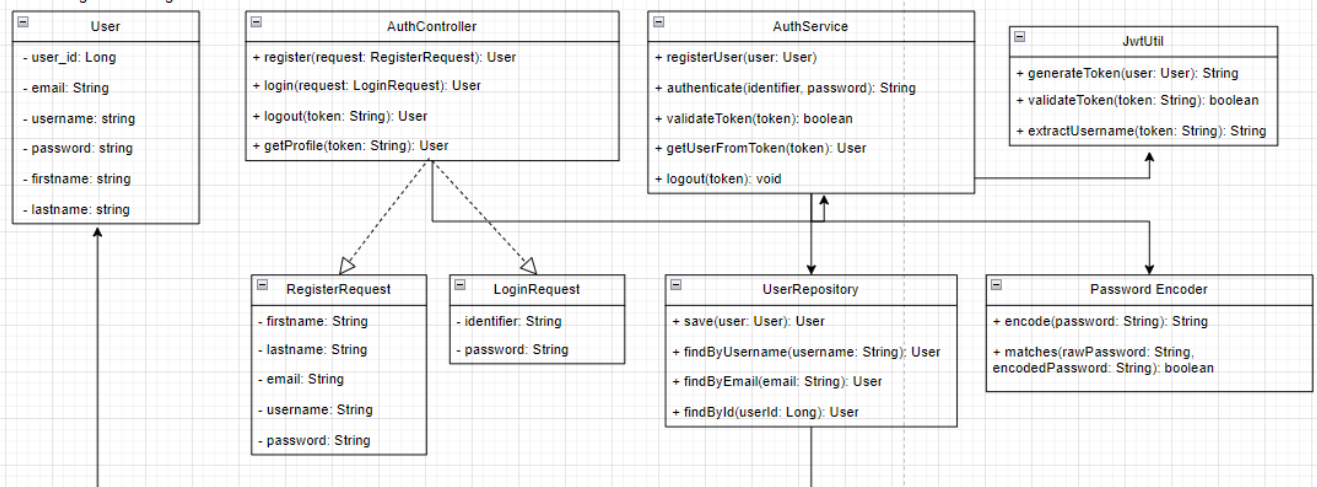 User
- user_id: Long
- email: String
- username: string
- password: string
- firstname: string
- lastname: string
AuthController
+ register(request: RegisterRequest): User
+ login(request: LoginRequest): User
+ logout(token: String): User
+ getProfile(token: String): User
AuthService
+ registerUser(user: User)
+ authenticate(identifier, password): String
+ validateToken(token): boolean
+ getUserFromToken(token): User
+ logout(token): void
JwtUtil
+ generateToken(user: User): String
+ validateToken(token: String): boolean
+ extractUsername(token: String): String
RegisterRequest
- firstname: String
- lastname: String
- email: String
- username: String
- password: String
LoginRequest
- identifier: String
- password: String
UserRepository
+ save(user: User): User
+ findByUsername(username: String): User
+ findByEmail(email: String): User
+ findById(userId: Long): User
Password Encoder
+ encode(password: String): String
+ matches(rawPassword: String,
encodedPassword: String): boolean